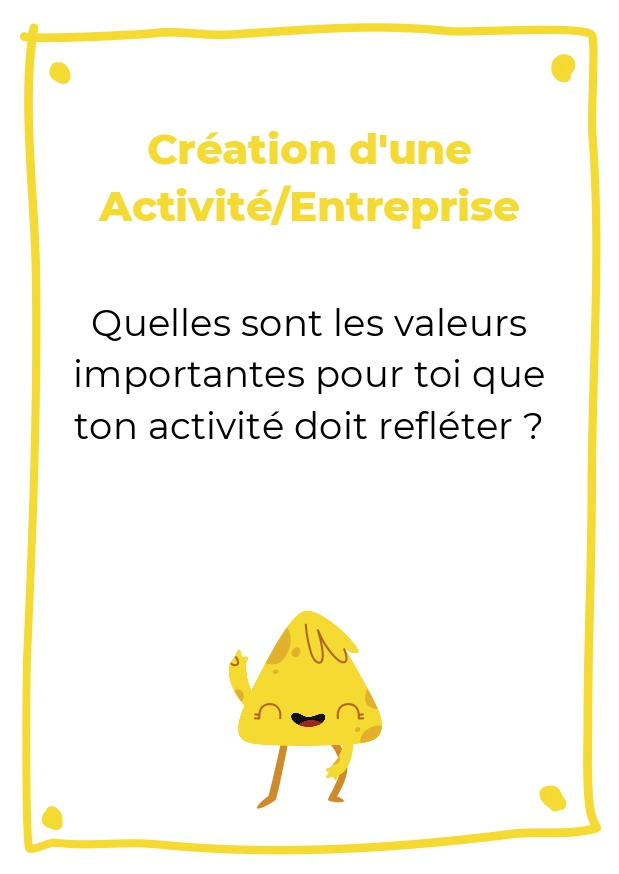 Création d'une
Activité/Entreprise
Quelles sont les valeurs
importantes pour toi que
ton activité doit refléter ?